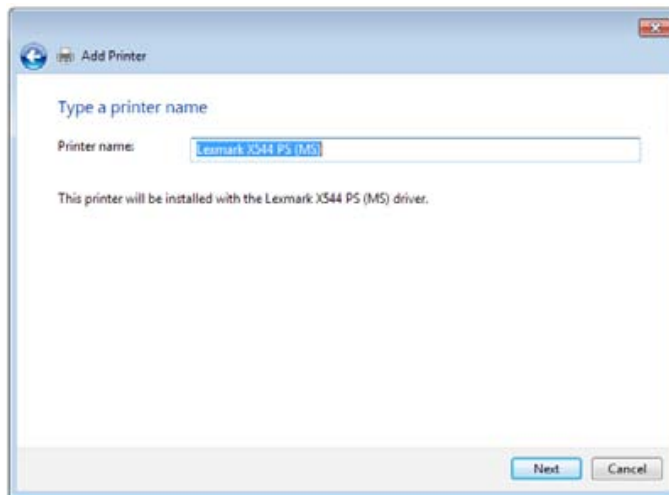 Add Printer
Type a printer name
Printer name: Lexmark X544 PS (MS)
This printer will be installed with the Lexmark X544 PS (MS) driver.
Next Cancel